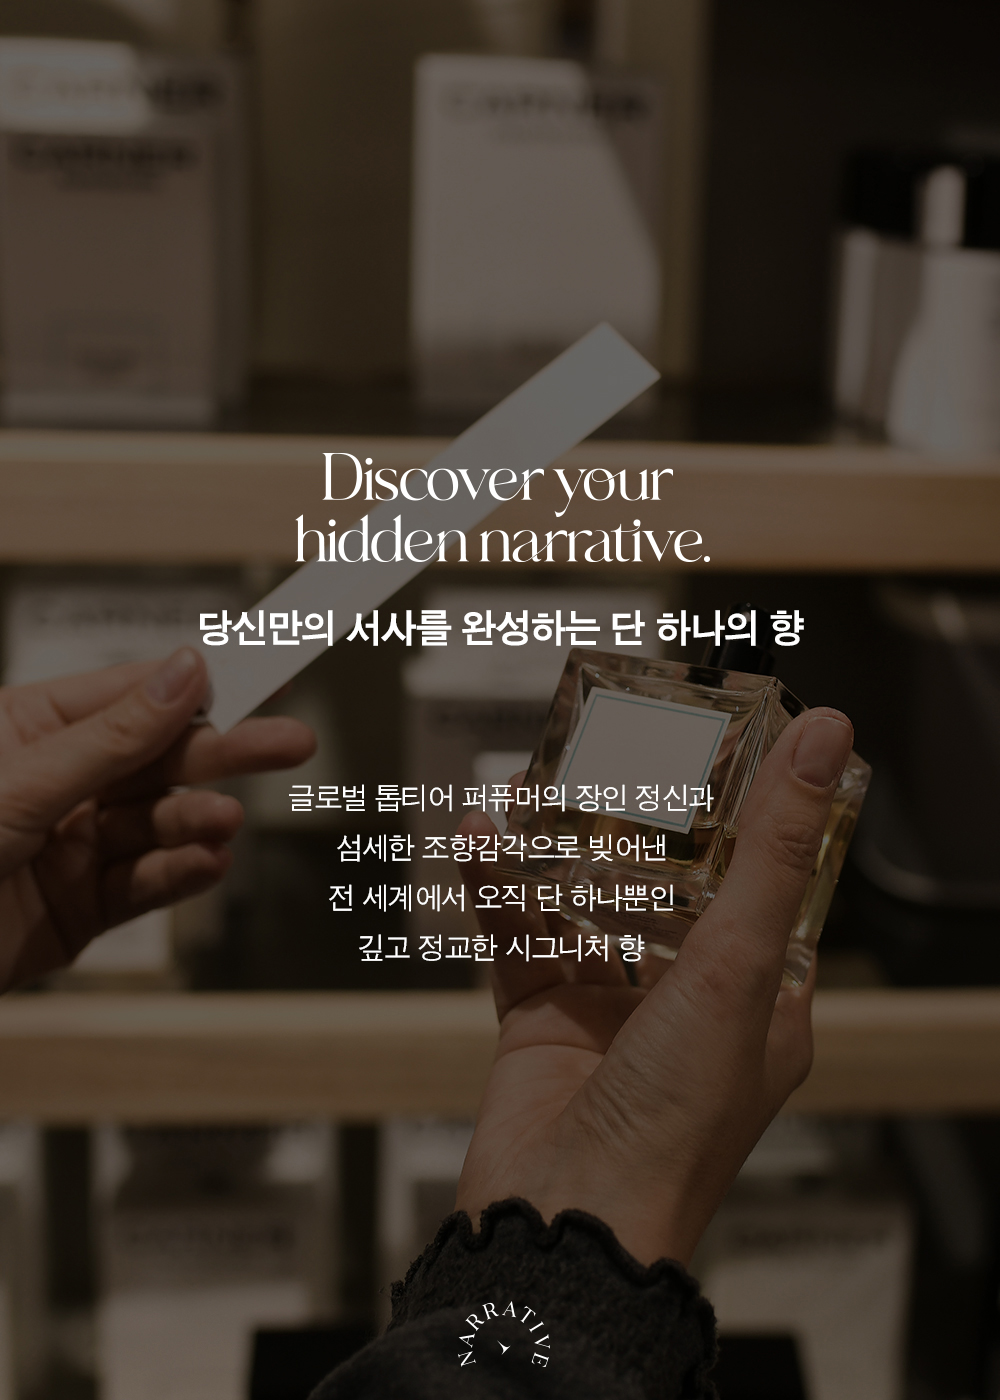 Discover your
hidden narrative.
당신만의 서사를 완성하는 단 하나의 향
글로벌 톱티어 퍼퓨머의 장인 정신과
섬세한 조향감각으로 빚어낸
전 세계에서 오직 단 하나뿐인
깊고 정교한 시그니처 향
NARRATIVE